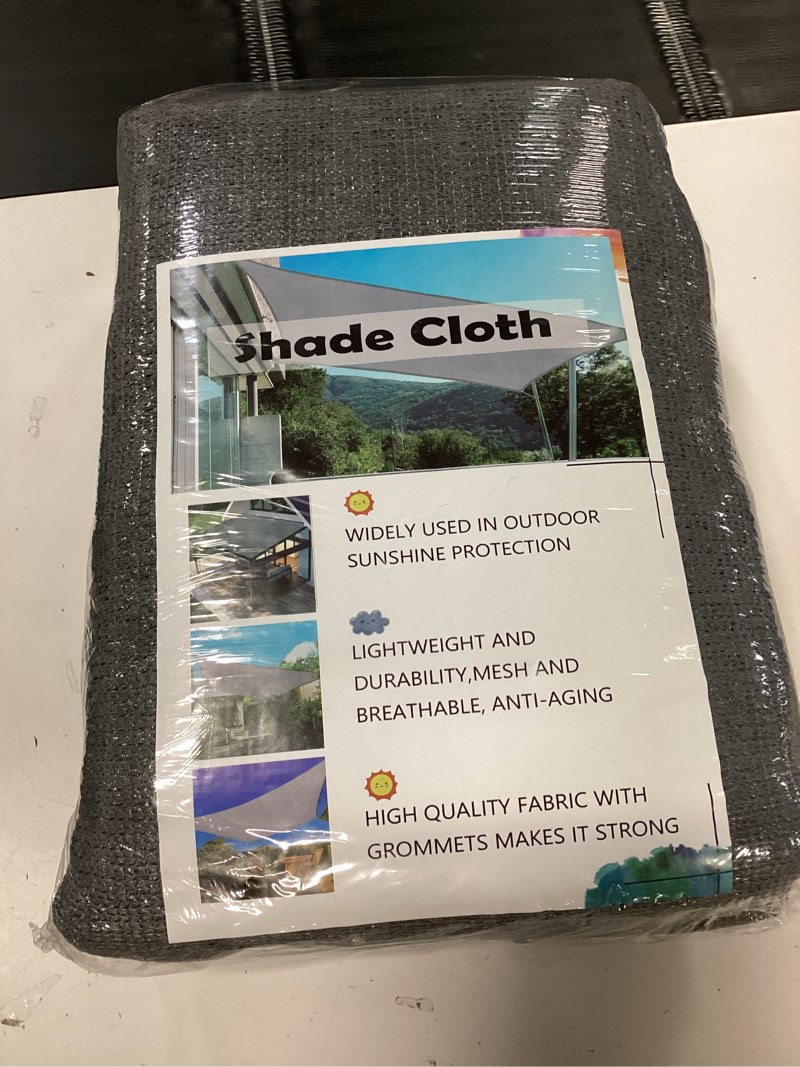 Shade Cloth
WIDELY USED IN OUTDOOR
SUNSHINE PROTECTION
LIGHTWEIGHT AND
DURABILITY,MESH AND
BREATHABLE, ANTI-AGING
HIGH QUALITY FABRIC WITH
GROMMETS MAKES IT STRONG